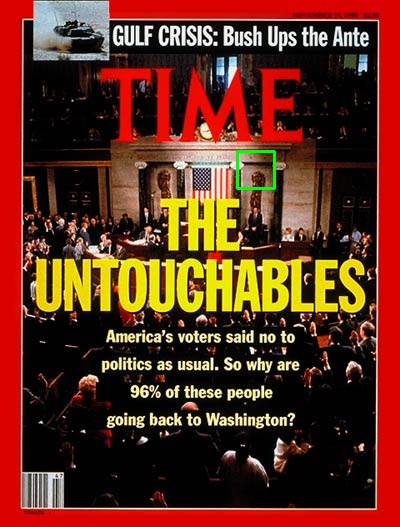 GULF CRISIS: Bush Ups the Ante
TIME
THE
UNTOUCHABLES
America's voters said no to
politics as usual. So why are
96% of these people
going back to Washington?
47